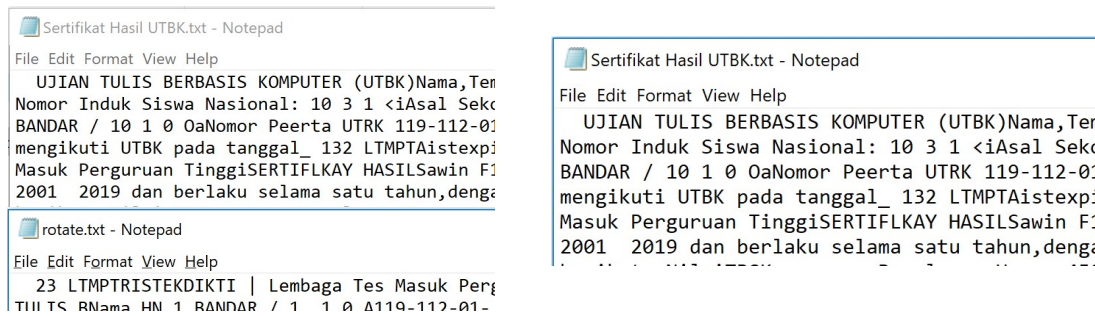 Sertifikat Hasil UTBK.txt - Notepad
File Edit Format View Help
UJIAN TULIS BERBASIS KOMPUTER (UTBK)Nama,Tem
Nomor Induk Siswa Nasional: 10 3 1 <iAsal Seko
BANDAR / 10 1 0 OaNomor Peerta UTRK 119-112-01
mengikuti UTBK pada tanggal_ 132 LTMPTAistexpi
Masuk Perguruan TinggiSERTIFLKAY HASILSawin F1
2001  2019 dan berlaku selama satu tahun,denga
rotate.txt - Notepad
File Edit Format View Help
23 LTMPTRISTEKDIKTI | Lembaga Tes Masuk Perg
TULIS BNama HN 1 BANDAR / 1  1 0 A119-112-01-
Sertifikat Hasil UTBK.txt - Notepad
File Edit Format View Help
UJIAN TULIS BERBASIS KOMPUTER (UTBK)Nama,Tem
Nomor Induk Siswa Nasional: 10 3 1 <iAsal Seko
BANDAR / 10 1 0 OaNomor Peerta UTRK 119-112-01
mengikuti UTBK pada tanggal_ 132 LTMPTAistexpi
Masuk Perguruan TinggiSERTIFLKAY HASILSawin F1
2001  2019 dan berlaku selama satu tahun,denga